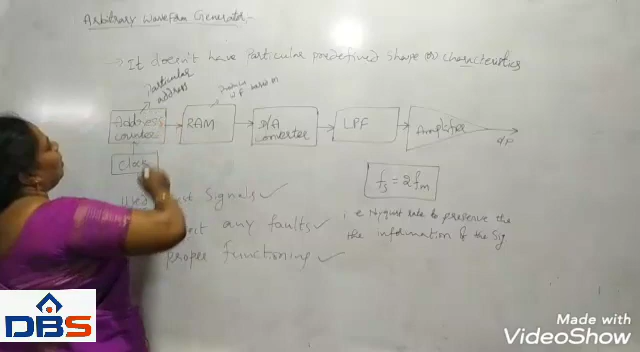 Arbitrary Waveform Generator:-
→ It doesn't have Particular predefined shape (or) characteristics
Particular address
Address counter
RAM
D/A converter
LPF
Amplifier
o/p
Clock
fs = 2fm
Signals ✓
any faults ✓
i.e Nyquist rate to preserve the
the information of the sig
proper functioning ✓
DBS
Made with
VideoShow